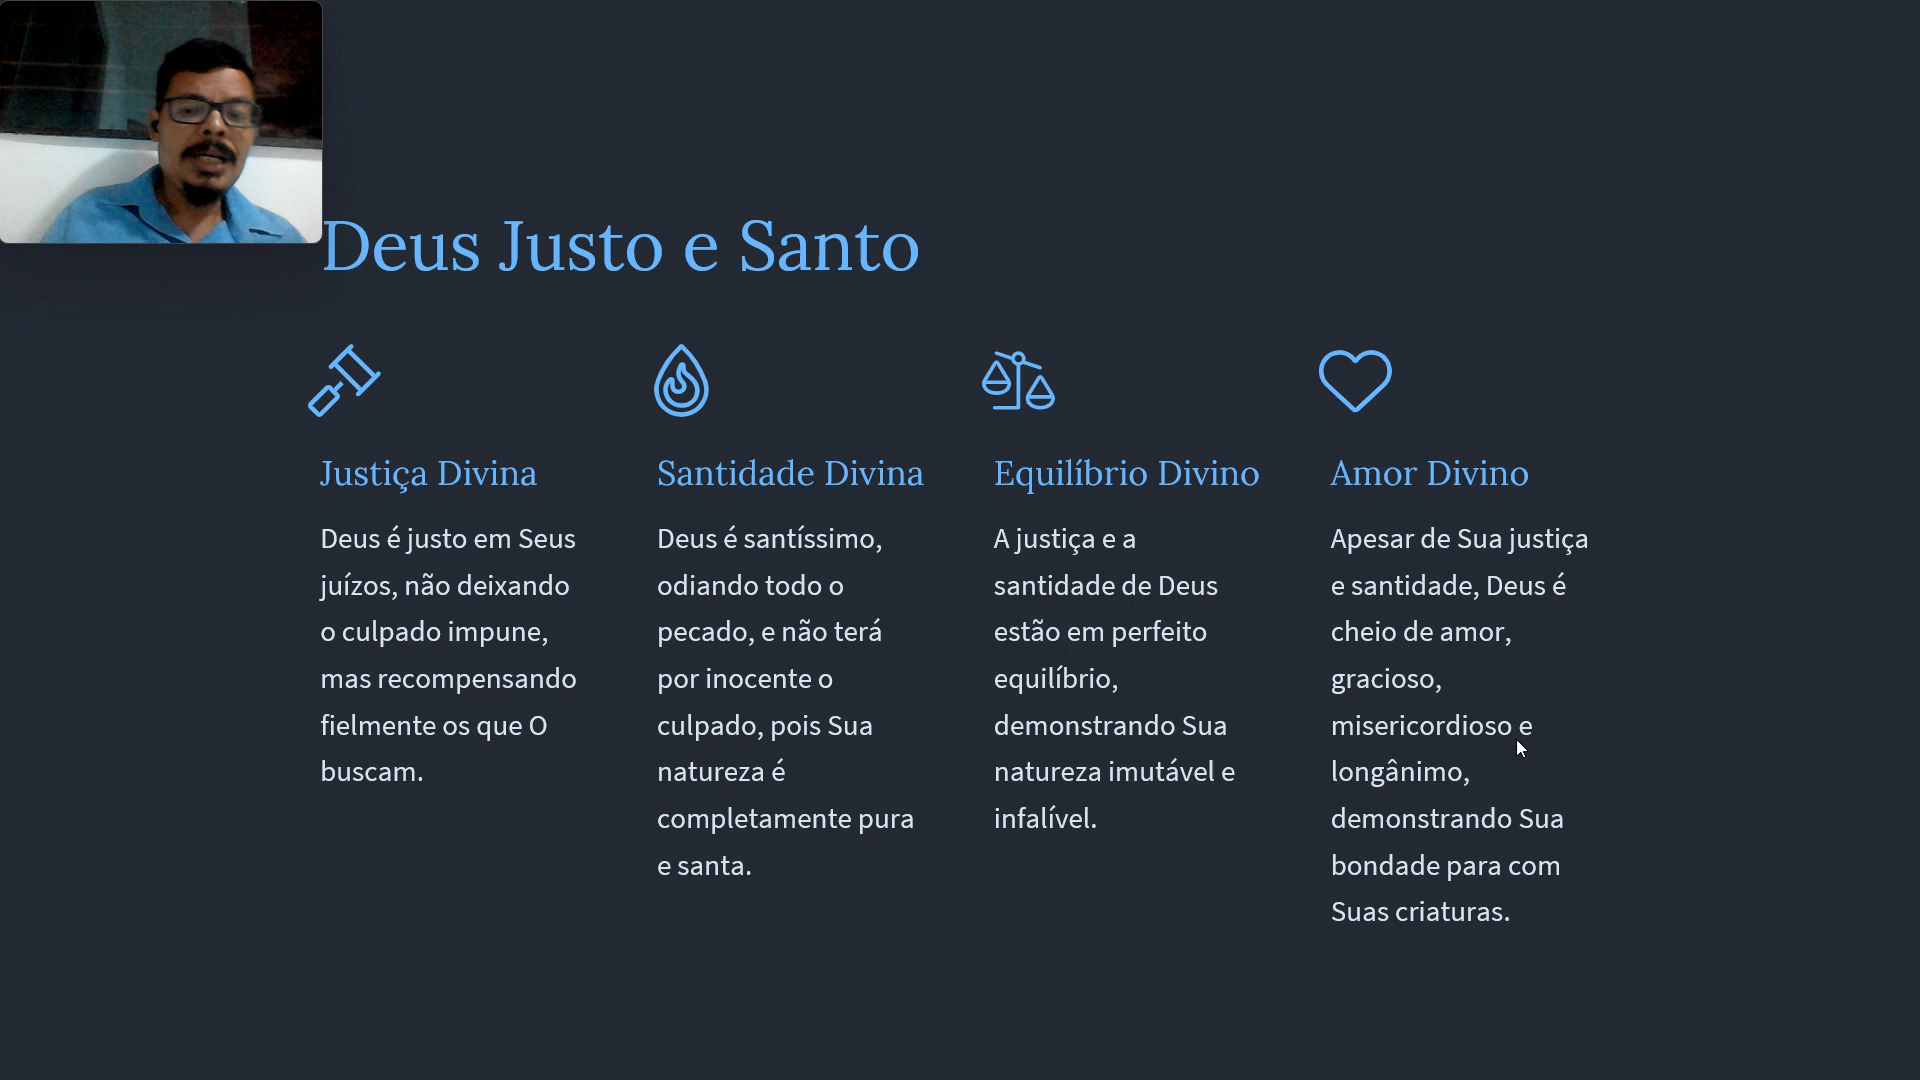 Deus Justo e Santo
Justiça Divina
Deus é justo em Seus
juízos, não deixando
o culpado impune,
mas recompensando
fielmente os que O
buscam.
Santidade Divina
Deus é santíssimo,
odiando todo o
pecado, e não terá
por inocente o
culpado, pois Sua
natureza é
completamente pura
e santa.
Equilíbrio Divino
A justiça e a
santidade de Deus
estão em perfeito
equilíbrio,
demonstrando Sua
natureza imutável e
infalível.
Amor Divino
Apesar de Sua justiça
e santidade, Deus é
cheio de amor,
gracioso,
misericordioso e
longânimo,
demonstrando Sua
bondade para com
Suas criaturas.